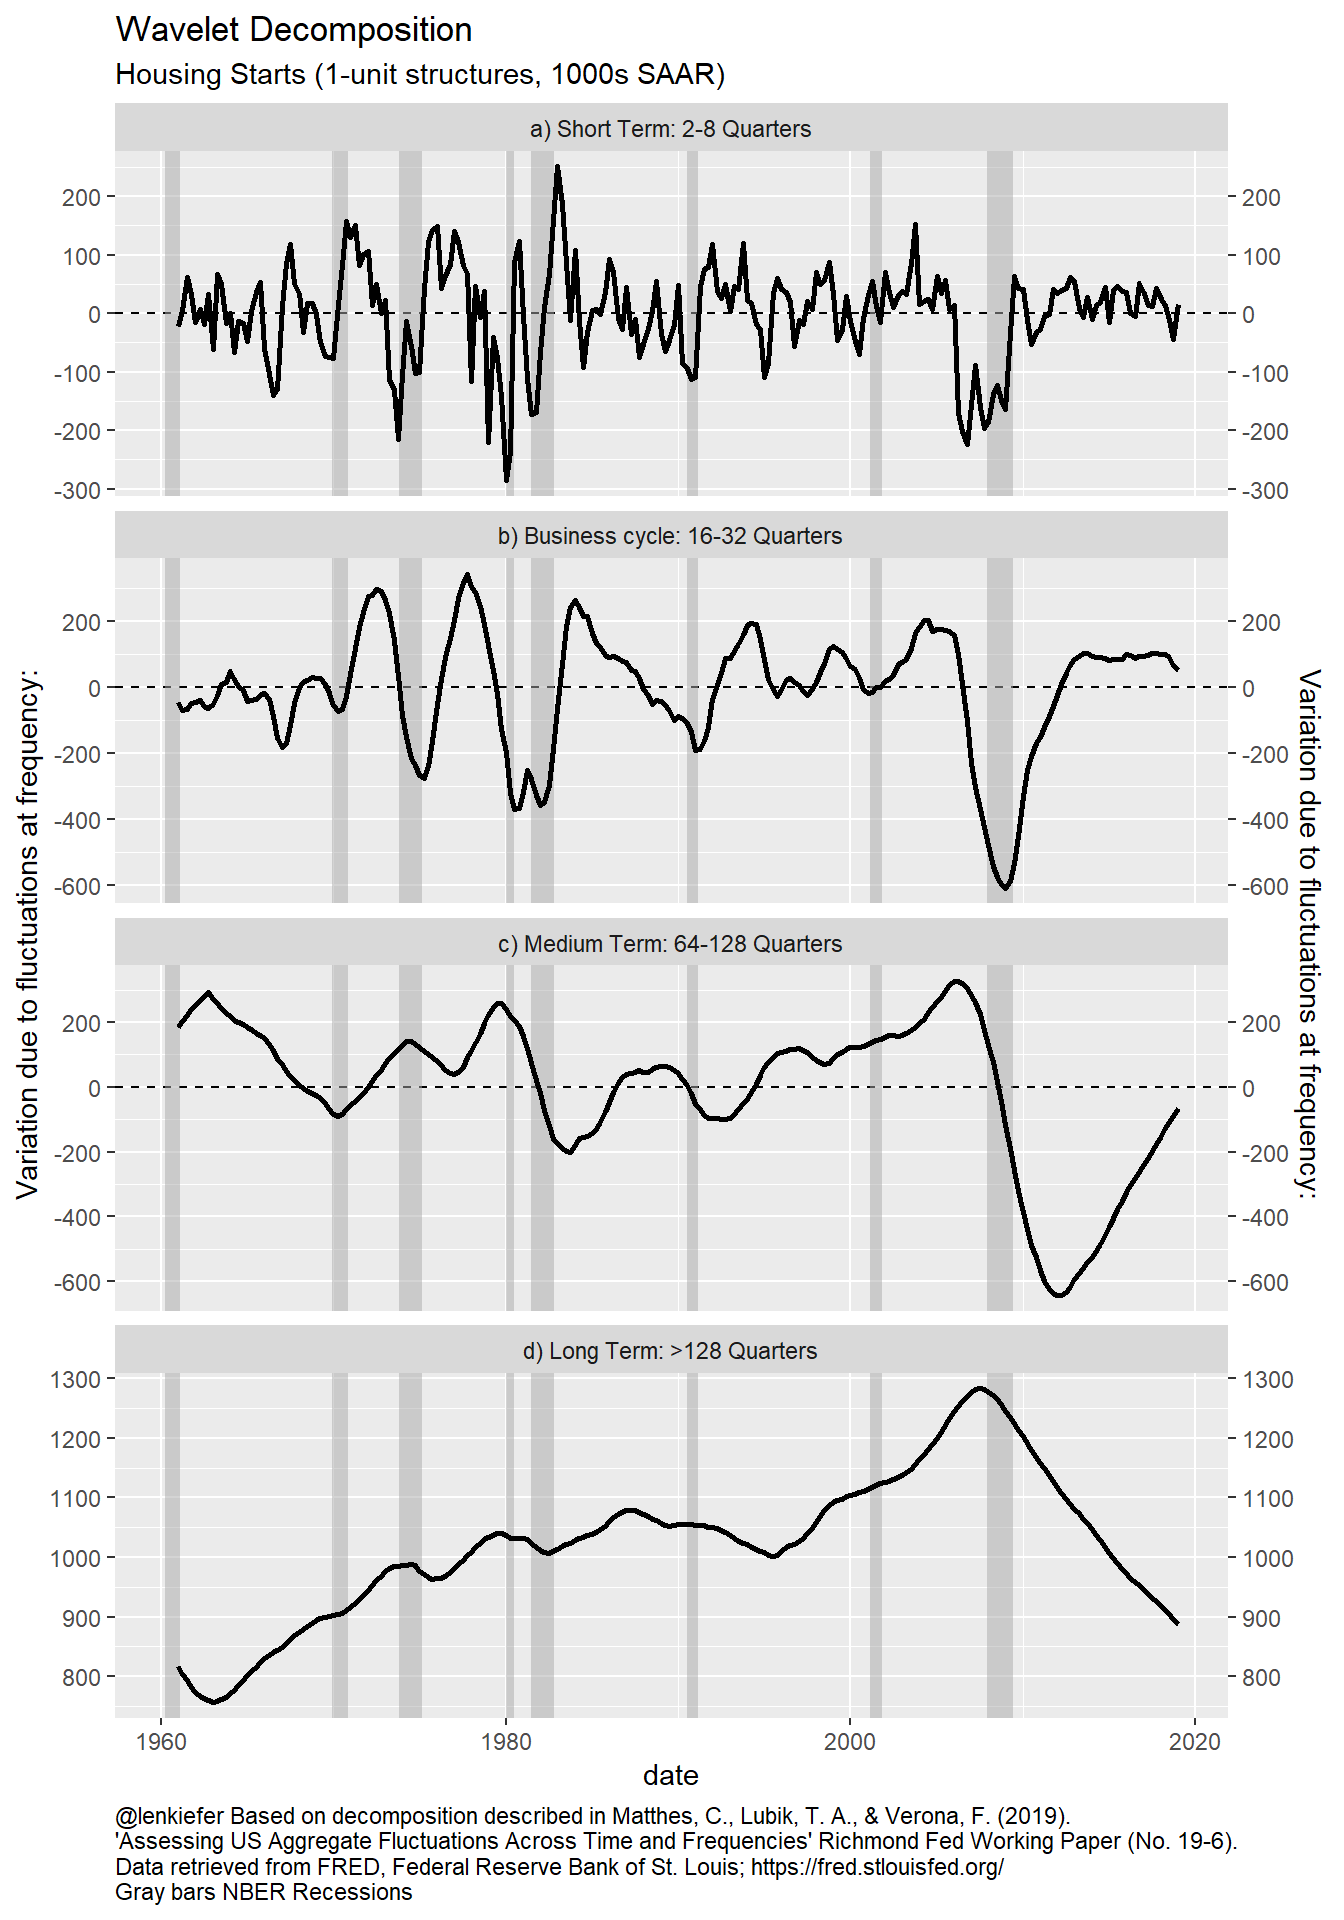 Wavelet Decomposition
Housing Starts (1-unit structures, 1000s SAAR)
a) Short Term: 2-8 Quarters
200 200
100 100
0 0
-100 -100
-200 -200
-300 -300
b) Business cycle: 16-32 Quarters
200 200
0 0
-200 -200
-400 -400
-600 -600
Variation due to fluctuations at frequency:
Variation due to fluctuations at frequency:
c) Medium Term: 64-128 Quarters
200 200
0 0
-200 -200
-400 -400
-600 -600
d) Long Term: >128 Quarters
1300 1300
1200 1200
1100 1100
1000 1000
900 900
800 800
1960 1980 2000 2020
date
@lenkiefer Based on decomposition described in Matthes, C., Lubik, T. A., & Verona, F. (2019).
'Assessing US Aggregate Fluctuations Across Time and Frequencies' Richmond Fed Working Paper (No. 19-6).
Data retrieved from FRED, Federal Reserve Bank of St. Louis; https://fred.stlouisfed.org/
Gray bars NBER Recessions